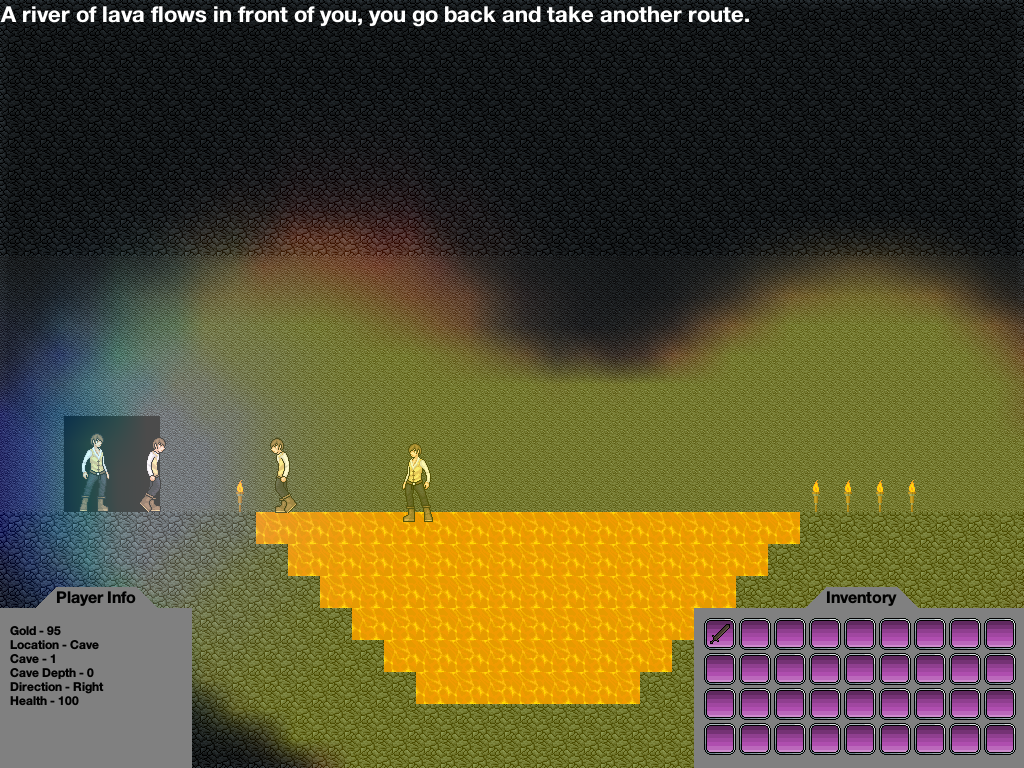 A river of lava flows in front of you, you go back and take another route.
Player Info
Gold - 95
Location - Cave
Cave - 1
Cave Depth - 0
Direction - Right
Health - 100
Inventory